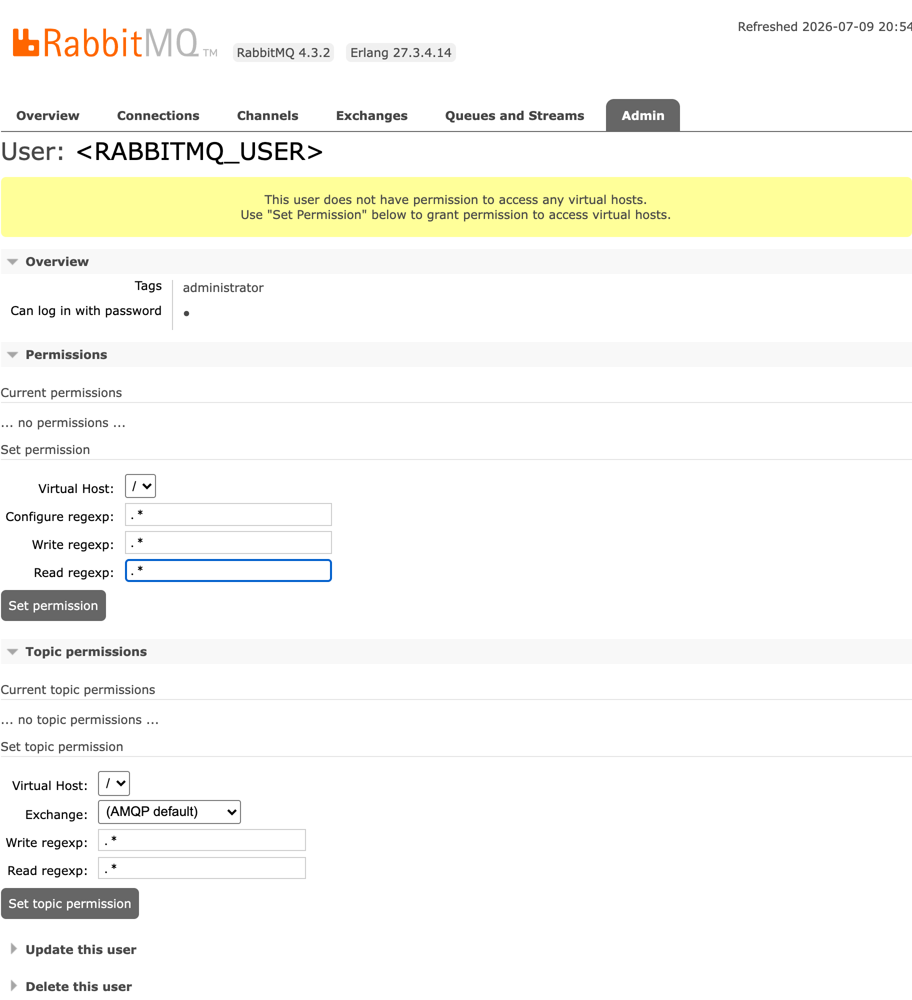 RabbitMQ TM RabbitMQ 4.3.2 Erlang 27.3.4.14
Refreshed 2026-07-09 20:54
Overview Connections Channels Exchanges Queues and Streams Admin
User: <RABBITMQ_USER>
This user does not have permission to access any virtual hosts.
Use "Set Permission" below to grant permission to access virtual hosts.
Overview
Tags administrator
Can log in with password ●
Permissions
Current permissions
... no permissions ...
Set permission
Virtual Host: /
Configure regexp: .*
Write regexp: .*
Read regexp: .*
Set permission
Topic permissions
Current topic permissions
... no topic permissions ...
Set topic permission
Virtual Host: /
Exchange: (AMQP default)
Write regexp: .*
Read regexp: .*
Set topic permission
Update this user
Delete this user